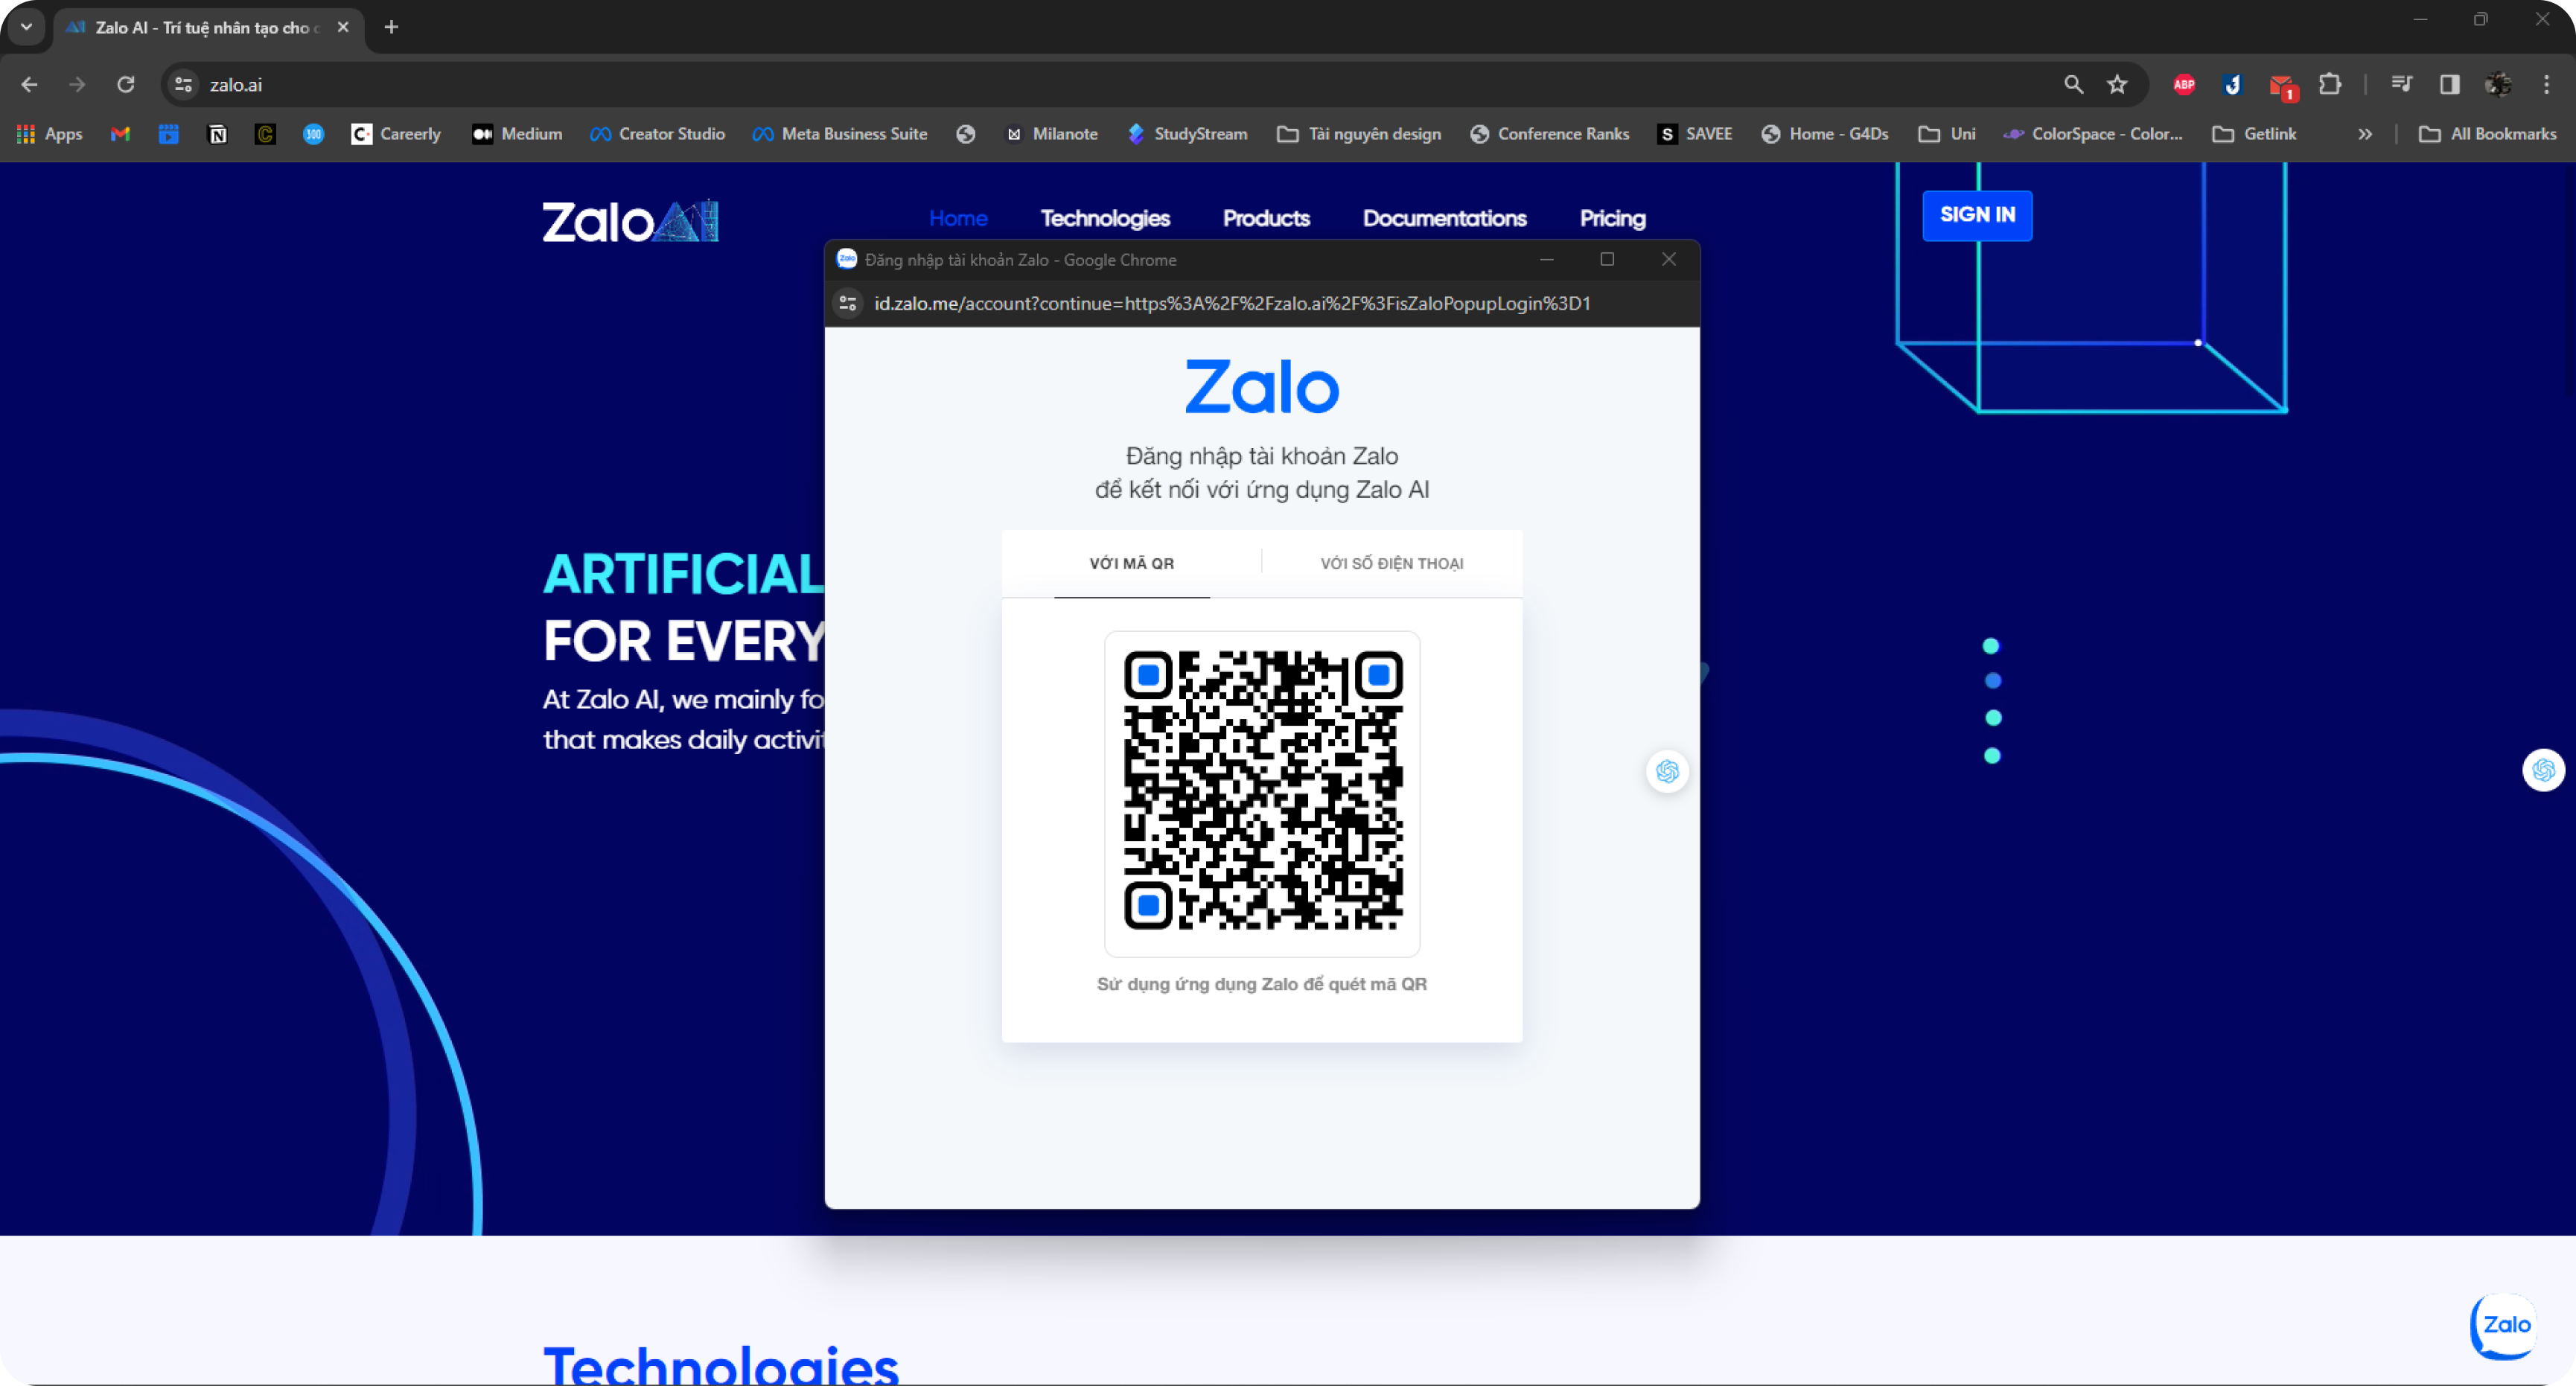 Zalo AI - Trí tuệ nhân tạo cho c
zalo.ai
ABP
1
Apps
300
Careerly
Medium
Creator Studio
Meta Business Suite
Milanote
StudyStream
Tài nguyên design
Conference Ranks
S SAVEE
Home - G4Ds
Uni
ColorSpace - Color...
Getlink
All Bookmarks
Zalo AI
Home
Technologies
Products
Documentations
Pricing
SIGN IN
Đăng nhập tài khoản Zalo - Google Chrome
id.zalo.me/account?continue=https%3A%2F%2Fzalo.ai%2F%3FisZaloPopupLogin%3D1
Zalo
Đăng nhập tài khoản Zalo
để kết nối với ứng dụng Zalo AI
VỚI MÃ QR
VỚI SỐ ĐIỆN THOẠI
Sử dụng ứng dụng Zalo để quét mã QR
ARTIFICIAL
FOR EVERY
At Zalo AI, we mainly fo
that makes daily activit
Technologies
Zalo